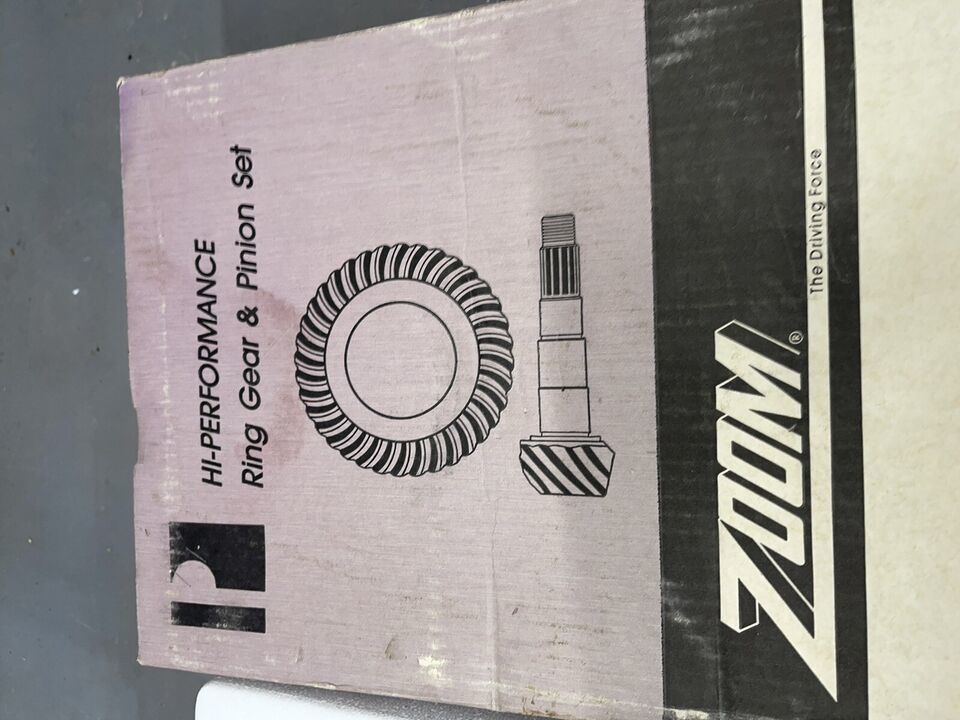 HI-PERFORMANCE
Ring Gear & Pinion Set
ZOOM®
The Driving Force